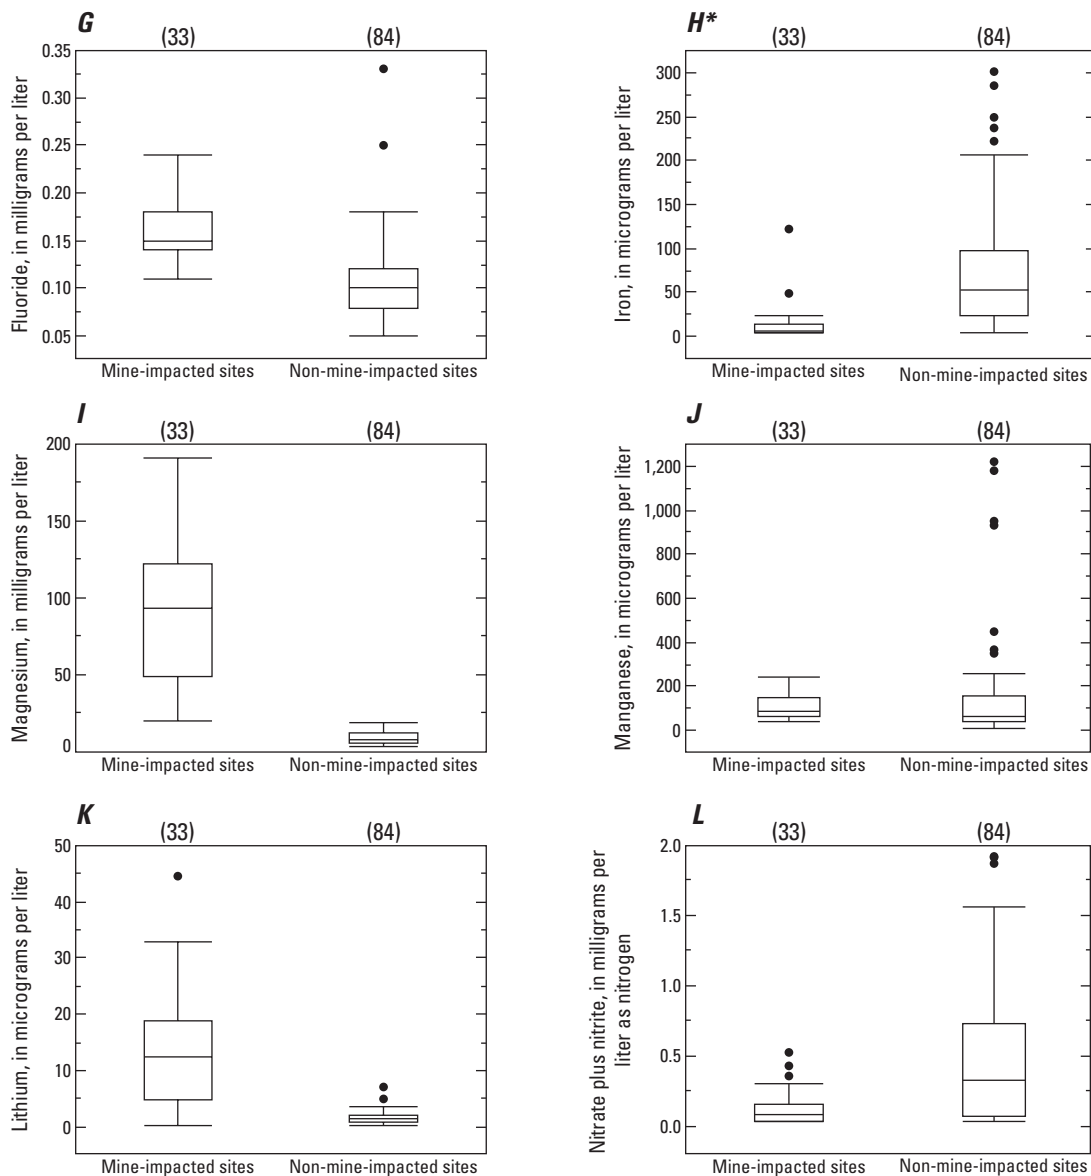 G
(33)
(84)
0.35
0.30
0.25
0.20
0.15
0.10
0.05
Fluoride, in milligrams per liter
Mine-impacted sites
Non-mine-impacted sites
H*
(33)
(84)
300
250
200
150
100
50
0
Iron, in micrograms per liter
Mine-impacted sites
Non-mine-impacted sites
I
(33)
(84)
200
150
100
50
0
Magnesium, in milligrams per liter
Mine-impacted sites
Non-mine-impacted sites
J
(33)
(84)
1,200
1,000
800
600
400
200
0
Manganese, in micrograms per liter
Mine-impacted sites
Non-mine-impacted sites
K
(33)
(84)
50
40
30
20
10
0
Lithium, in micrograms per liter
Mine-impacted sites
Non-mine-impacted sites
L
(33)
(84)
2.0
1.5
1.0
0.5
0.0
Nitrate plus nitrite, in milligrams per
liter as nitrogen
Mine-impacted sites
Non-mine-impacted sites